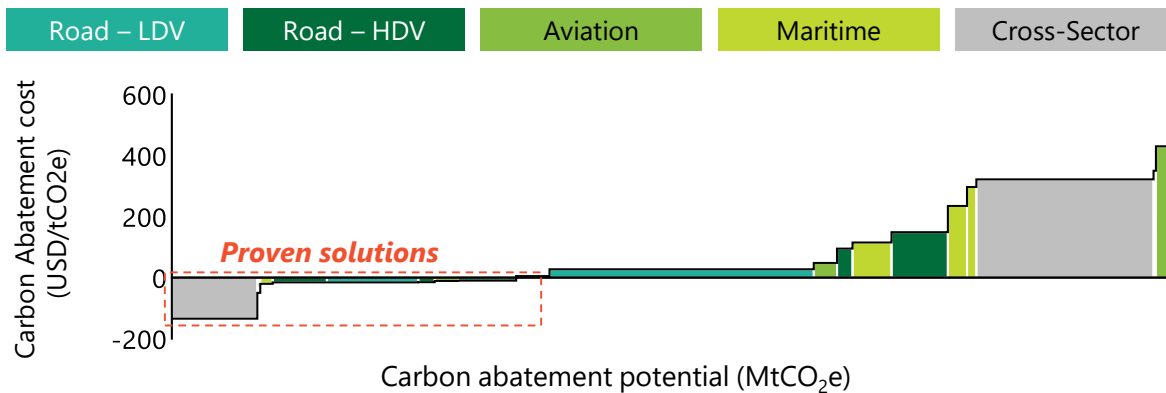 Road – LDV
Road – HDV
Aviation
Maritime
Cross-Sector
Carbon Abatement cost
(USD/tCO2e)
600
400
200
0
-200
Proven solutions
Carbon abatement potential (MtCO₂e)